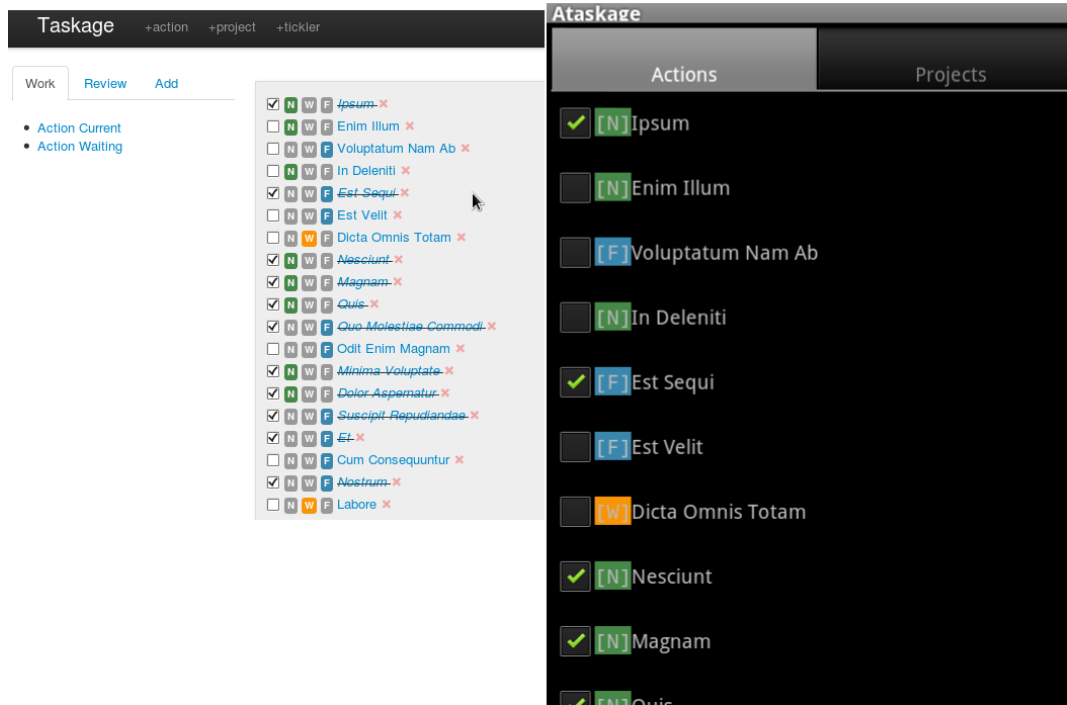 Taskage +action +project +tickler
Work Review Add
Action Current
Action Waiting
N W F Ipsum
N W F Enim Illum
N W F Voluptatum Nam Ab
N W F In Deleniti
N W F Est Sequi
N W F Est Velit
N W F Dicta Omnis Totam
N W F Nesciunt
N W F Magnam
N W F Quis
N W F Quo Molestiae Commodi
N W F Odit Enim Magnam
N W F Minima Voluptate
N W F Dolor Aspernatur
N W F Suscipit Repudiandae
N W F Et
N W F Cum Consequuntur
N W F Nostrum
N W F Labore
Ataskage
Actions Projects
[N]Ipsum
[N]Enim Illum
[F]Voluptatum Nam Ab
[N]In Deleniti
[F]Est Sequi
[F]Est Velit
[W]Dicta Omnis Totam
[N]Nesciunt
[N]Magnam
[N]Quis